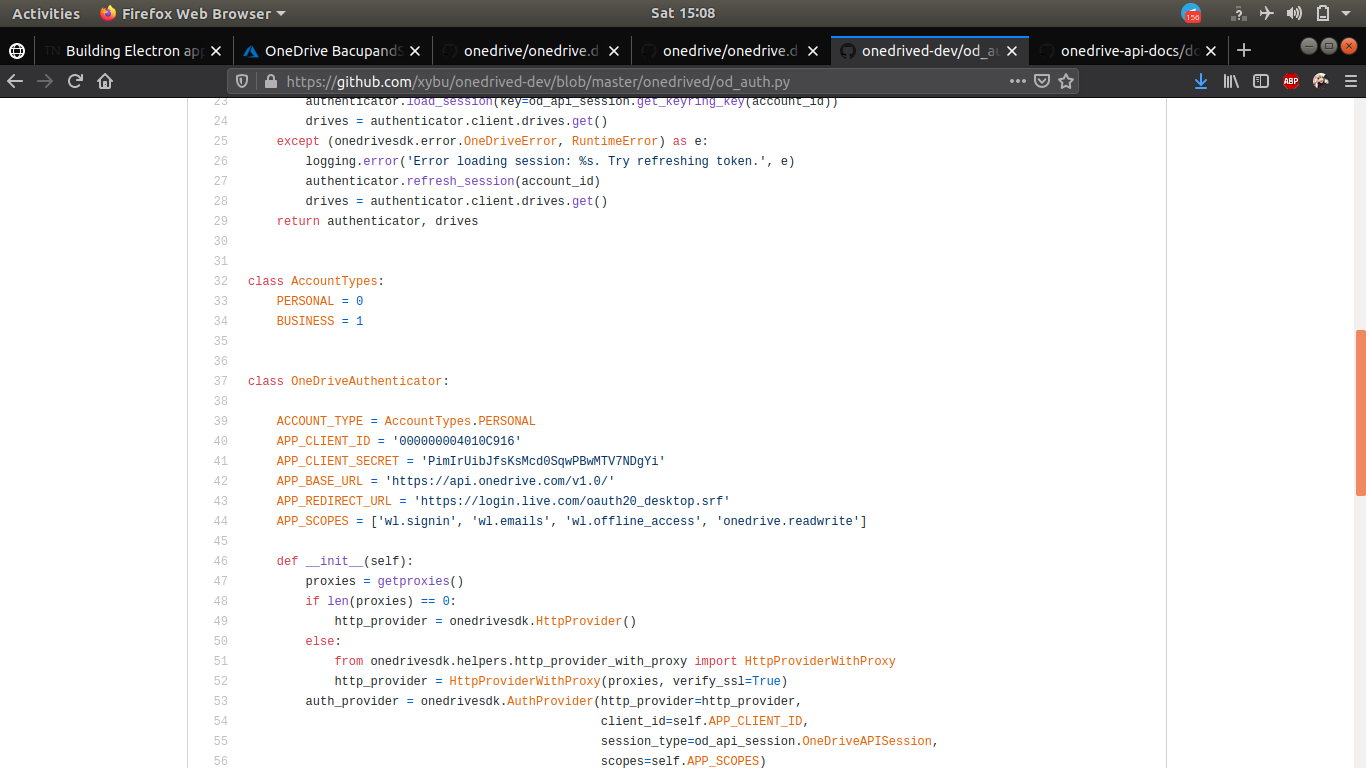 Activities Firefox Web Browser Sat 15:08 156
Building Electron ap OneDrive BacupandS onedrive/onedrive.d onedrive/onedrive.d onedrived-dev/od_au onedrive-api-docs/do
https://github.com/xybu/onedrived-dev/blob/master/onedrived/od_auth.py ABP
23 authenticator.load_session(key=od_api_session.get_keyring_key(account_id))
24 drives = authenticator.client.drives.get()
25 except (onedrivesdk.error.OneDriveError, RuntimeError) as e:
26 logging.error('Error loading session: %s. Try refreshing token.', e)
27 authenticator.refresh_session(account_id)
28 drives = authenticator.client.drives.get()
29 return authenticator, drives
30
31
32 class AccountTypes:
33 PERSONAL = 0
34 BUSINESS = 1
35
36
37 class OneDriveAuthenticator:
38
39 ACCOUNT_TYPE = AccountTypes.PERSONAL
40 APP_CLIENT_ID = '000000004010C916'
41 APP_CLIENT_SECRET = 'PimIrUibJfsKsMcd0SqwPBwMTV7NDgYi'
42 APP_BASE_URL = 'https://api.onedrive.com/v1.0/'
43 APP_REDIRECT_URL = 'https://login.live.com/oauth20_desktop.srf'
44 APP_SCOPES = ['wl.signin', 'wl.emails', 'wl.offline_access', 'onedrive.readwrite']
45
46 def __init__(self):
47 proxies = getproxies()
48 if len(proxies) == 0:
49 http_provider = onedrivesdk.HttpProvider()
50 else:
51 from onedrivesdk.helpers.http_provider_with_proxy import HttpProviderWithProxy
52 http_provider = HttpProviderWithProxy(proxies, verify_ssl=True)
53 auth_provider = onedrivesdk.AuthProvider(http_provider=http_provider,
54 client_id=self.APP_CLIENT_ID,
55 session_type=od_api_session.OneDriveAPISession,
56 scopes=self.APP_SCOPES)